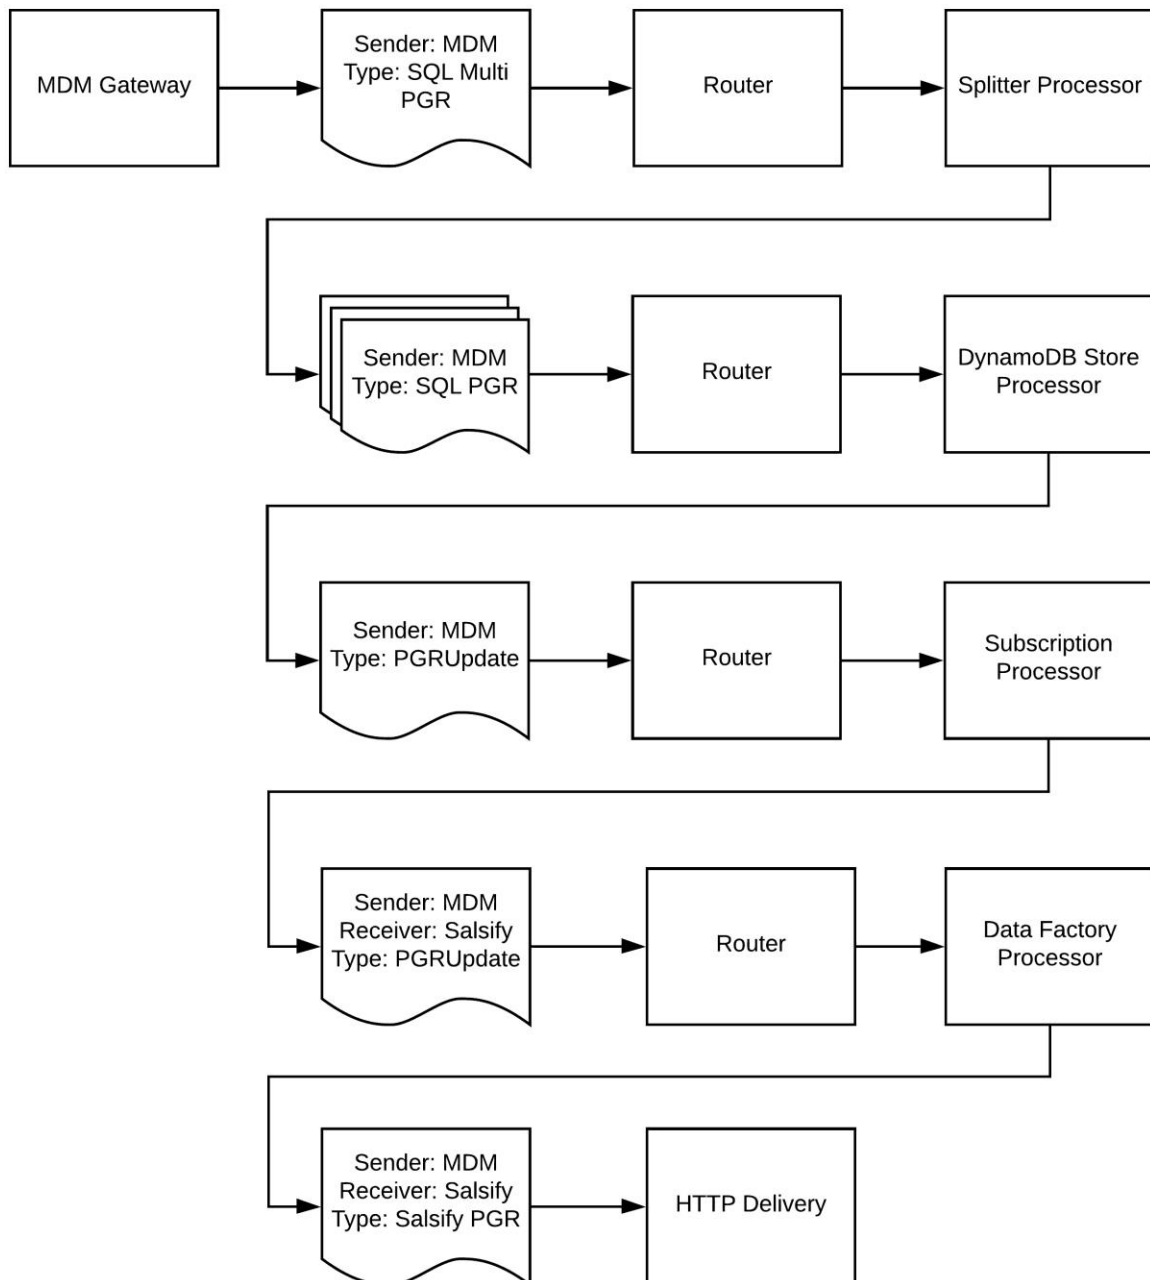 MDM Gateway
Sender: MDM
Type: SQL Multi
PGR
Router
Splitter Processor
Sender: MDM
Type: SQL PGR
Router
DynamoDB Store
Processor
Sender: MDM
Type: PGRUpdate
Router
Subscription
Processor
Sender: MDM
Receiver: Salsify
Type: PGRUpdate
Router
Data Factory
Processor
Sender: MDM
Receiver: Salsify
Type: Salsify PGR
HTTP Delivery